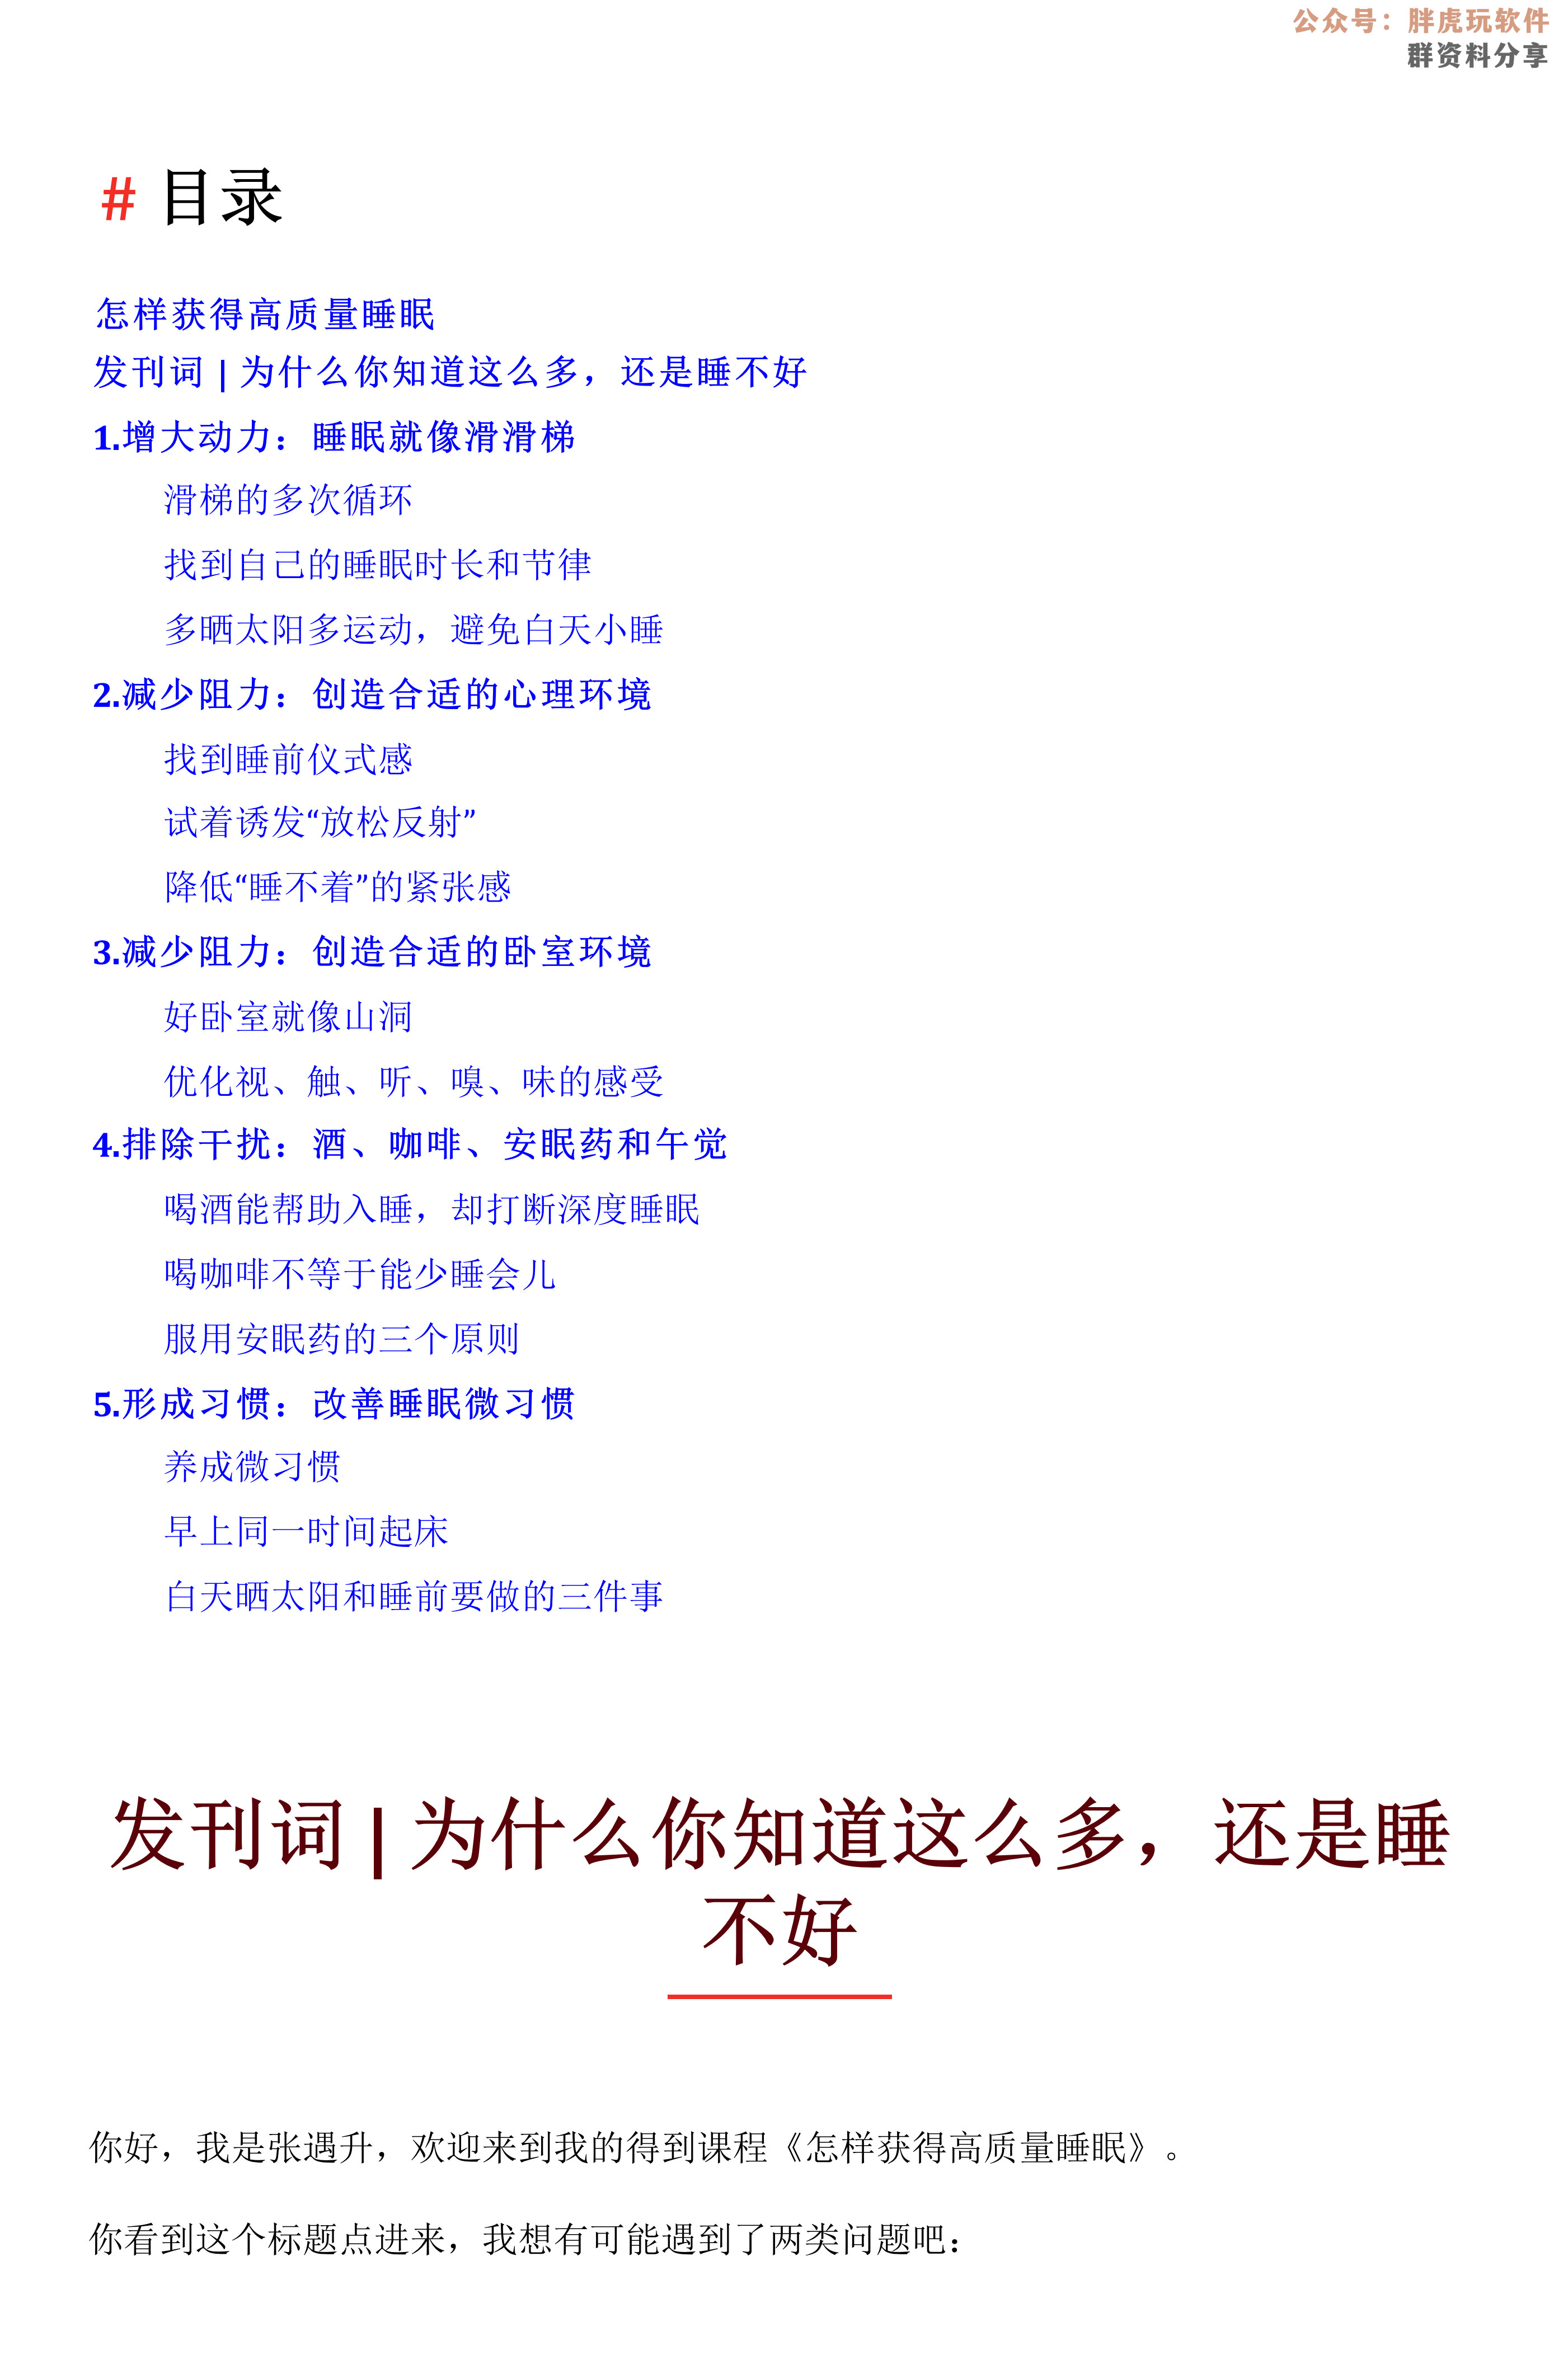 公众号：胖虎玩软件
群资料分享
# 目录
怎样获得高质量睡眠
发刊词 | 为什么你知道这么多，还是睡不好
1.增大动力：睡眠就像滑滑梯
滑梯的多次循环
找到自己的睡眠时长和节律
多晒太阳多运动，避免白天小睡
2.减少阻力：创造合适的心理环境
找到睡前仪式感
试着诱发“放松反射”
降低“睡不着”的紧张感
3.减少阻力：创造合适的卧室环境
好卧室就像山洞
优化视、触、听、嗅、味的感受
4.排除干扰：酒、咖啡、安眠药和午觉
喝酒能帮助入睡，却打断深度睡眠
喝咖啡不等于能少睡会儿
服用安眠药的三个原则
5.形成习惯：改善睡眠微习惯
养成微习惯
早上同一时间起床
白天晒太阳和睡前要做的三件事
发刊词 | 为什么你知道这么多，还是睡
不好
你好，我是张遇升，欢迎来到我的得到课程《怎样获得高质量睡眠》。
你看到这个标题点进来，我想有可能遇到了两类问题吧：